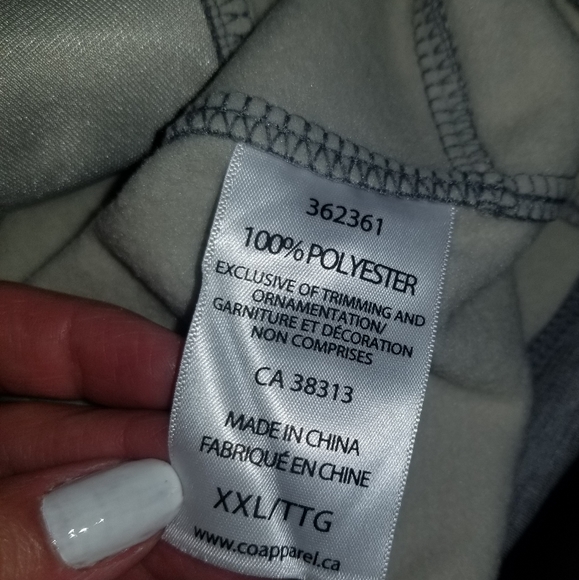 362361
100% POLYESTER
EXCLUSIVE OF TRIMMING AND
ORNAMENTATION/
GARNITURE ET DÉCORATION
NON COMPRISES
CA 38313
MADE IN CHINA
FABRIQUÉ EN CHINE
XXL/TTG
www.coapparel.ca